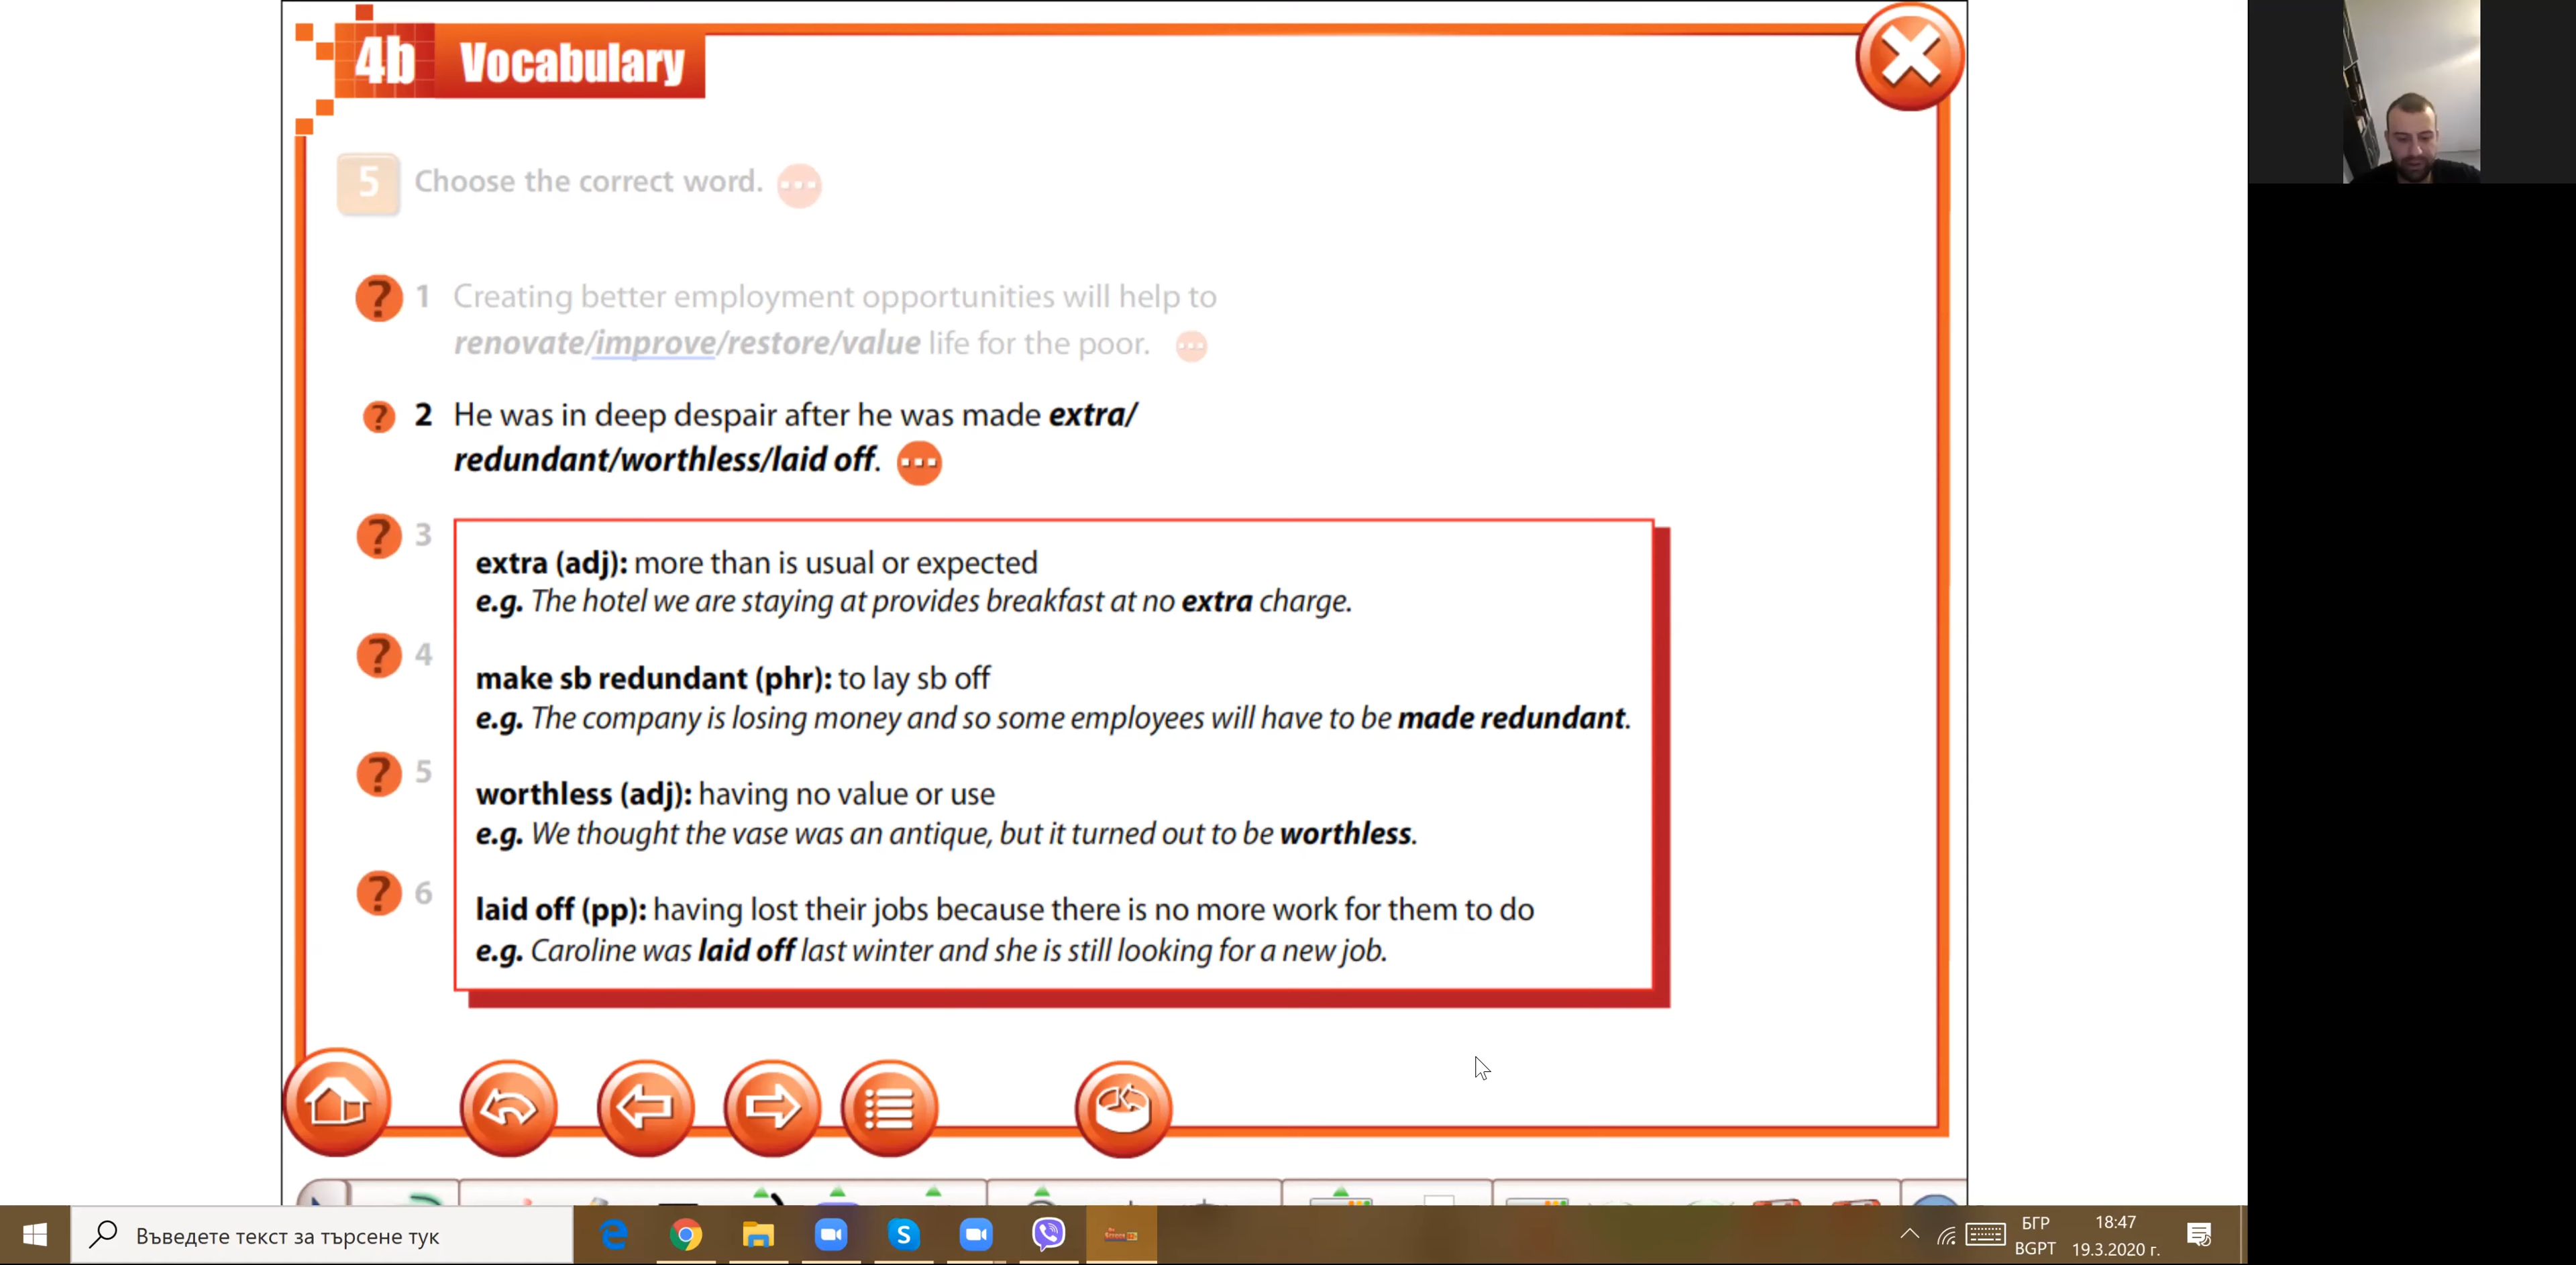 4b Vocabulary
5 Choose the correct word.
? 1 Creating better employment opportunities will help to
renovate/improve/restore/value life for the poor.
? 2 He was in deep despair after he was made extra/
redundant/worthless/laid off.
? 3
extra (adj): more than is usual or expected
e.g. The hotel we are staying at provides breakfast at no extra charge.
? 4
make sb redundant (phr): to lay sb off
e.g. The company is losing money and so some employees will have to be made redundant.
? 5
worthless (adj): having no value or use
e.g. We thought the vase was an antique, but it turned out to be worthless.
? 6
laid off (pp): having lost their jobs because there is no more work for them to do
e.g. Caroline was laid off last winter and she is still looking for a new job.
Въведете текст за търсене тук
БГР
BGPT
18:47
19.3.2020 г.